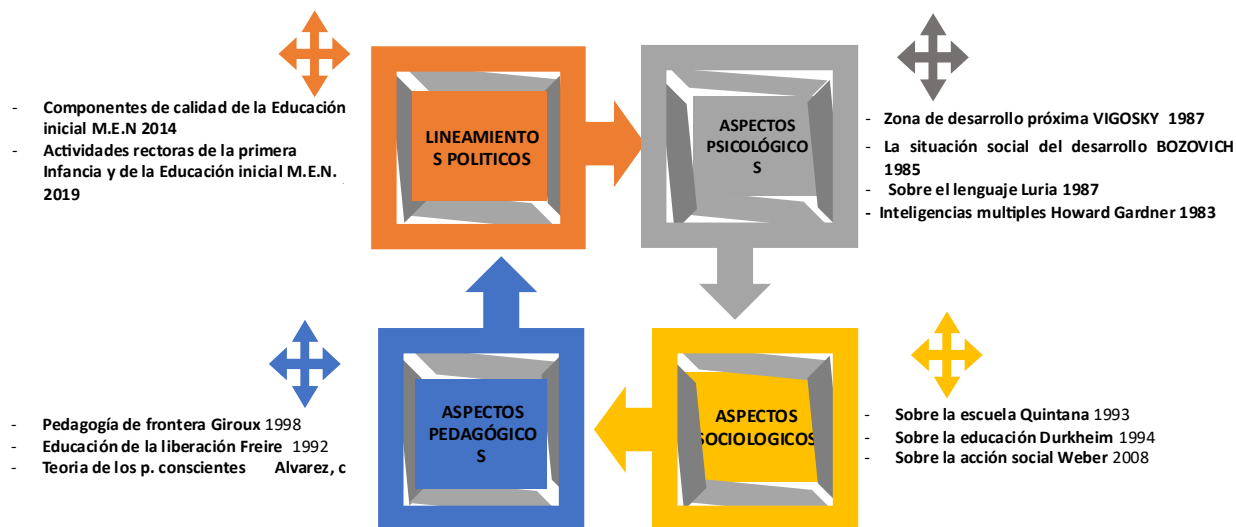 - Componentes de calidad de la Educación
inicial M.E.N 2014
- Actividades rectoras de la primera
Infancia y de la Educación inicial M.E.N.
2019
LINEAMIENTO
S POLITICOS
ASPECTOS
PSICOLÓGICO
S
- Zona de desarrollo próxima VIGOSKY 1987
- La situación social del desarrollo BOZOVICH
1985
- Sobre el lenguaje Luria 1987
- Inteligencias multiples Howard Gardner 1983
- Pedagogía de frontera Giroux 1998
- Educación de la liberación Freire 1992
- Teoria de los p. conscientes Alvarez, c
ASPECTOS
PEDAGÓGICO
S
ASPECTOS
SOCIOLOGICOS
- Sobre la escuela Quintana 1993
- Sobre la educación Durkheim 1994
- Sobre la acción social Weber 2008